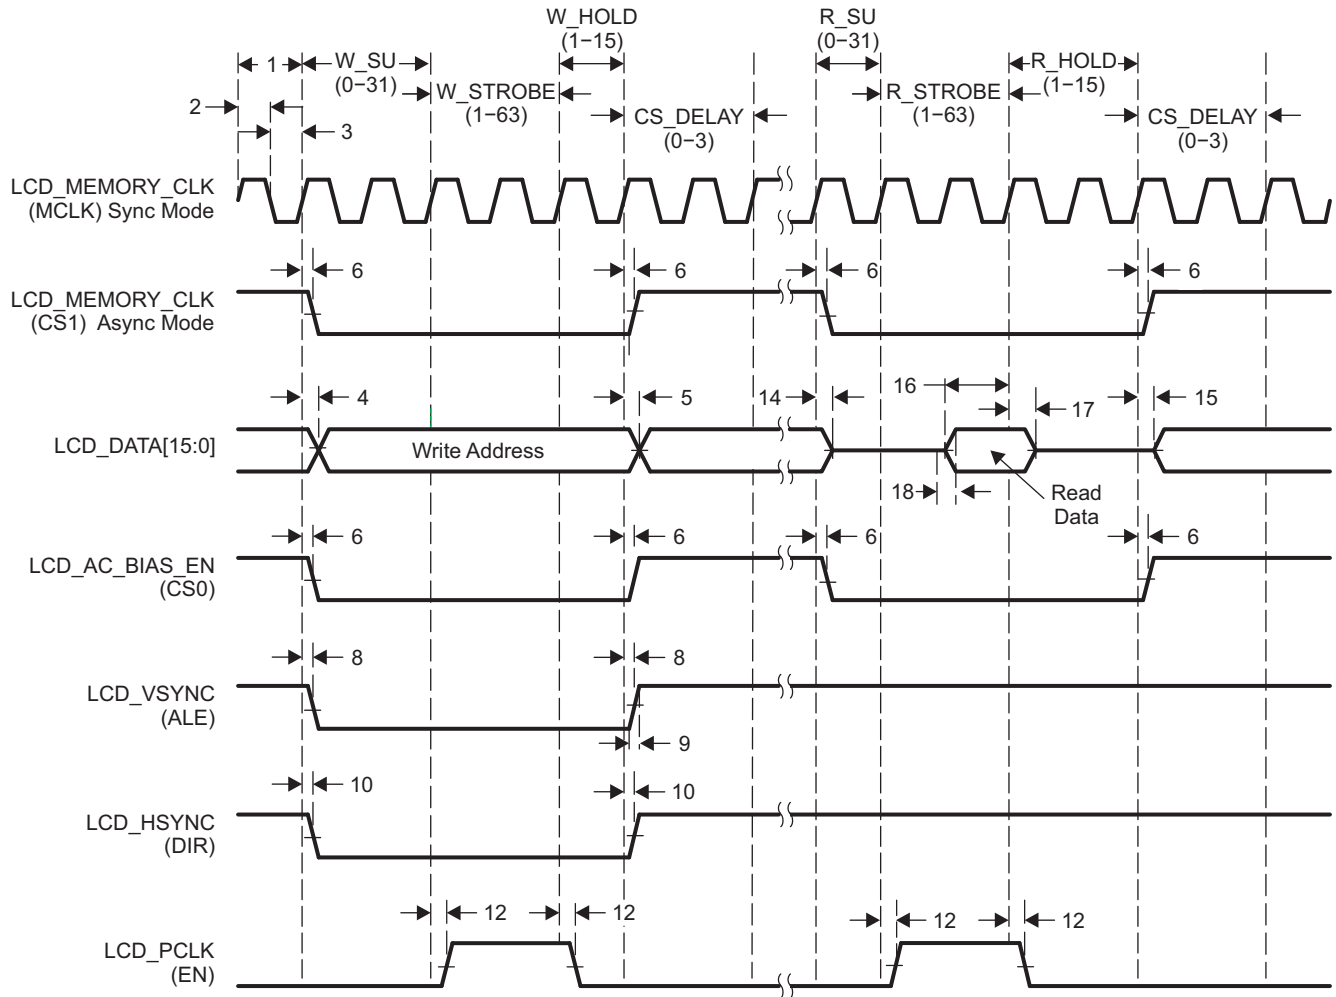 W_HOLD
(1−15)
R_SU
(0−31)
1
W_SU
(0−31)
R_HOLD
(1−15)
2
W_STROBE
(1−63)
R_STROBE
(1−63)
3
CS_DELAY
(0−3)
CS_DELAY
(0−3)
LCD_MEMORY_CLK
(MCLK) Sync Mode
6 6 6 6
LCD_MEMORY_CLK
(CS1) Async Mode
4 5 14 16 17 15
LCD_DATA[15:0]
Write Address
18
Read
Data
6 6 6 6
LCD_AC_BIAS_EN
(CS0)
8 8
LCD_VSYNC
(ALE)
9
10 10
LCD_HSYNC
(DIR)
12 12 12 12
LCD_PCLK
(EN)